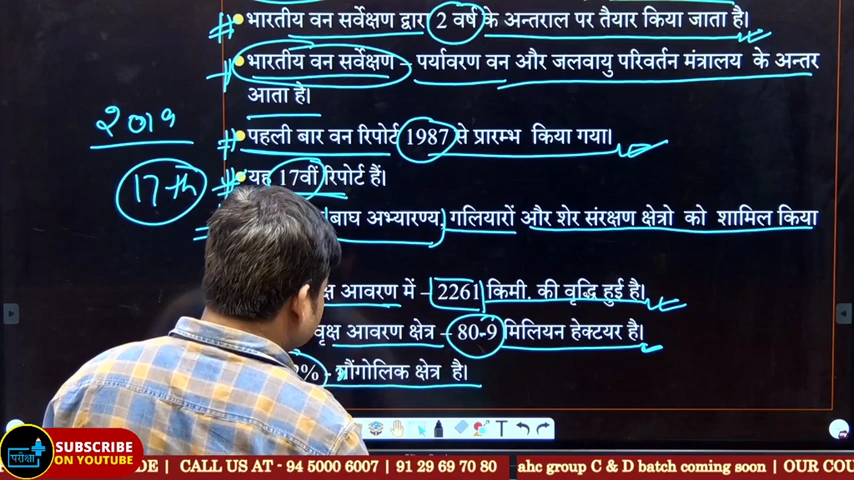 भारतीय वन सर्वेक्षण द्वारा 2 वर्ष के अन्तराल पर तैयार किया जाता है।
भारतीय वन सर्वेक्षण – पर्यावरण वन और जलवायु परिवर्तन मंत्रालय के अन्तर
आता है।
2019
पहली बार वन रिपोर्ट 1987 से प्रारम्भ किया गया।
17th
यह 17वीं रिपोर्ट हैं।
बाघ अभ्यारण्य, गलियारों और शेर संरक्षण क्षेत्रो को शामिल किया
आवरण में – 2261 किमी. की वृद्धि हुई है।
वृक्ष आवरण क्षेत्र – 80-9 मिलियन हेक्टयर है।
% - भौंगोलिक क्षेत्र है।
T
परीक्षा
SUBSCRIBE
ON YOUTUBE
DE | CALL US AT - 94 5000 6007 | 91 29 69 70 80 ahc group C & D batch coming soon | OUR COU